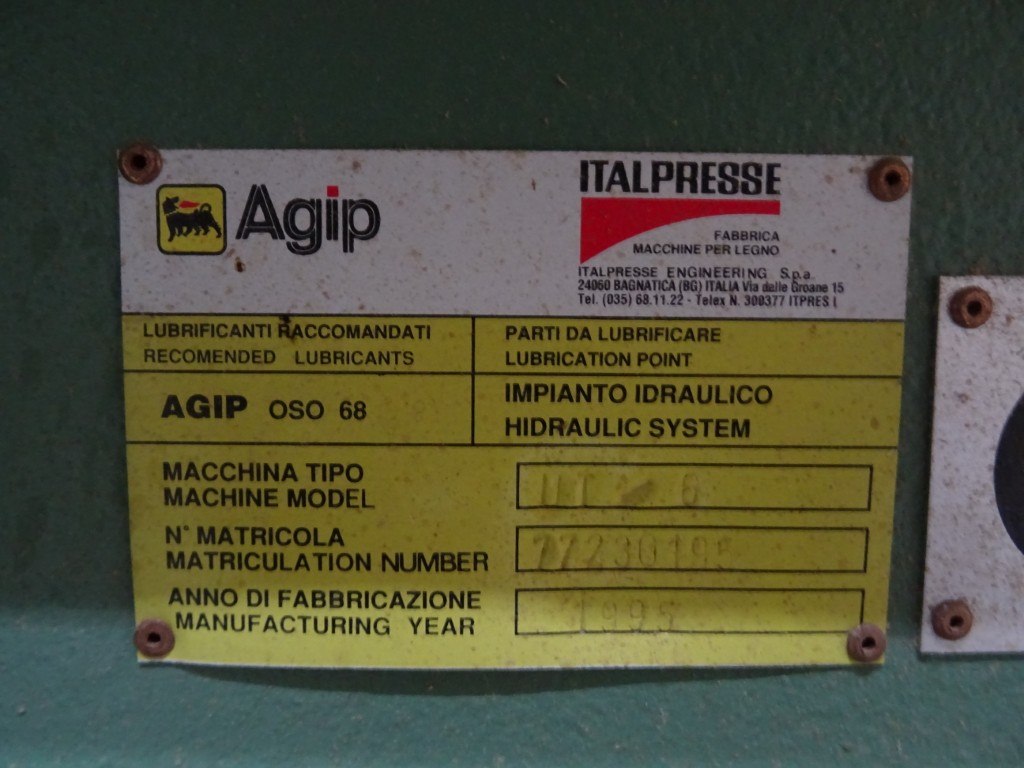 Agip
ITALPRESSE
FABBRICA
MACCHINE PER LEGNO
ITALPRESSE ENGINEERING S.p.a
24060 BAGNATICA (BG) ITALIA Via delle Groane 15
Tel. (035) 68.11.22 - Telex N. 300377 ITPRES I
LUBRIFICANTI RACCOMANDATI
RECOMENDED LUBRICANTS
PARTI DA LUBRIFICARE
LUBRICATION POINT
AGIP OSO 68
IMPIANTO IDRAULICO
HIDRAULIC SYSTEM
MACCHINA TIPO
MACHINE MODEL
N° MATRICOLA
MATRICULATION NUMBER
ANNO DI FABBRICAZIONE
MANUFACTURING YEAR
1995